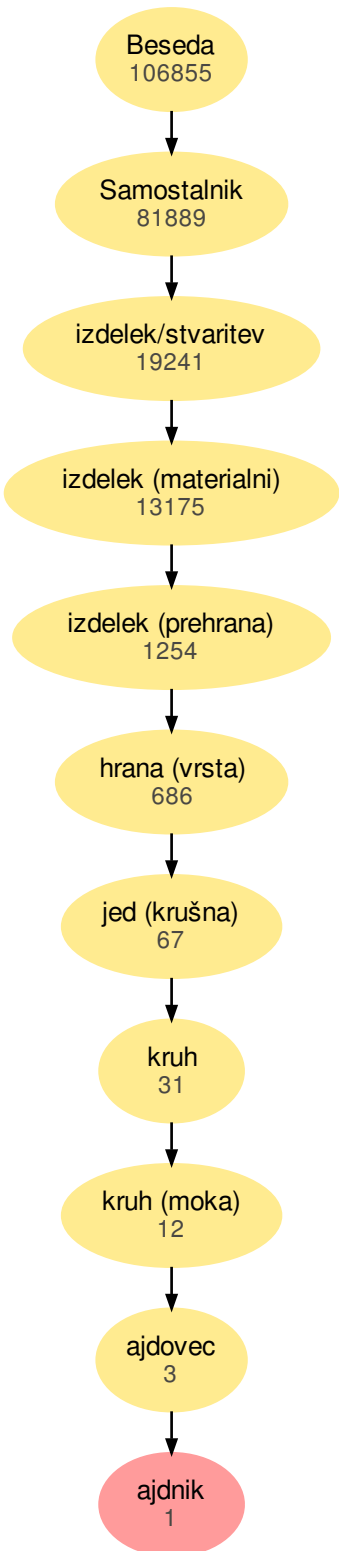 Beseda
106855
Samostalnik
81889
izdelek/stvaritev
19241
izdelek (materialni)
13175
izdelek (prehrana)
1254
hrana (vrsta)
686
jed (krušna)
67
kruh
31
kruh (moka)
12
ajdovec
3
ajdnik
1